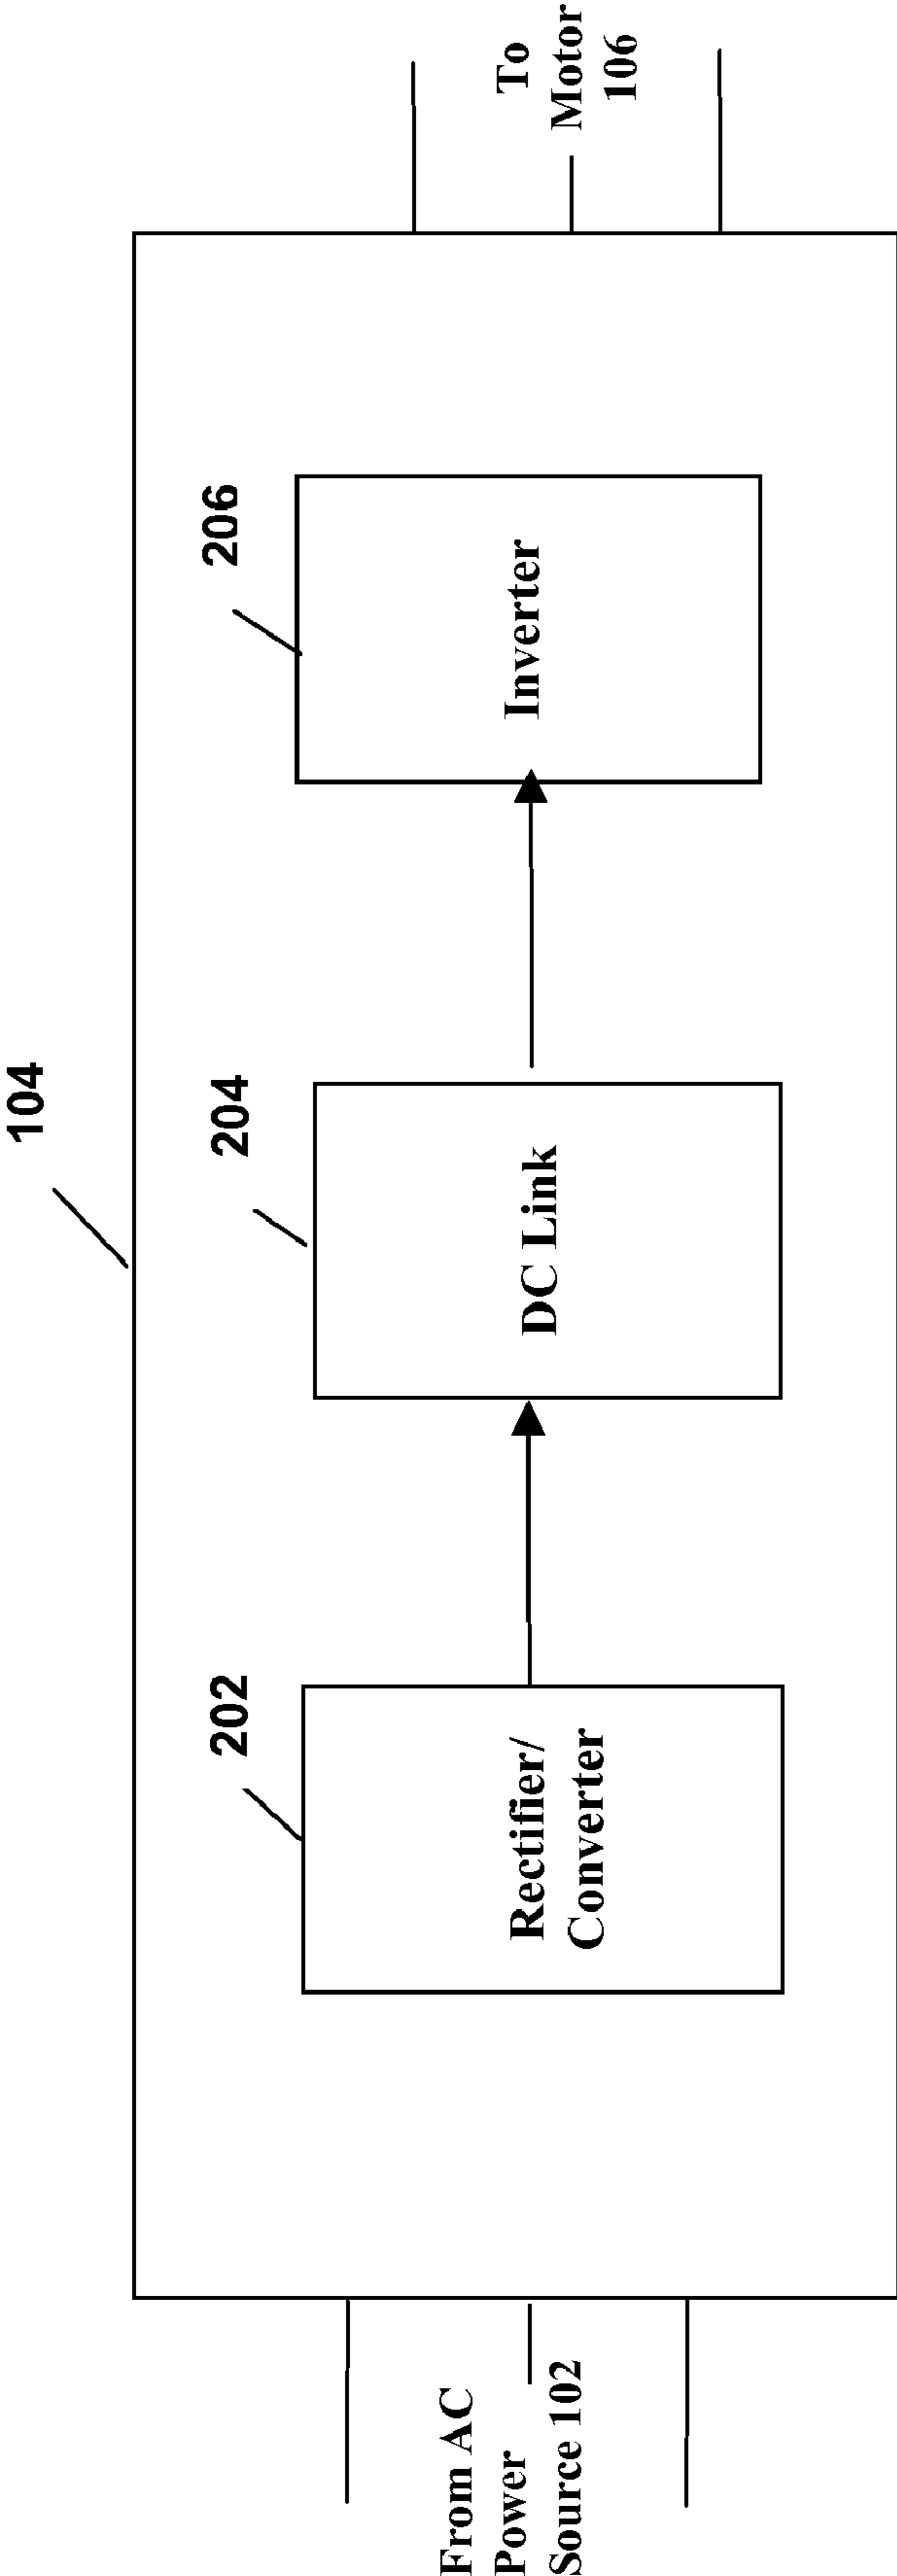 104
202
204
206
Rectifier/
Converter
DC Link
Inverter
From AC
Power
Source 102
To
Motor
106